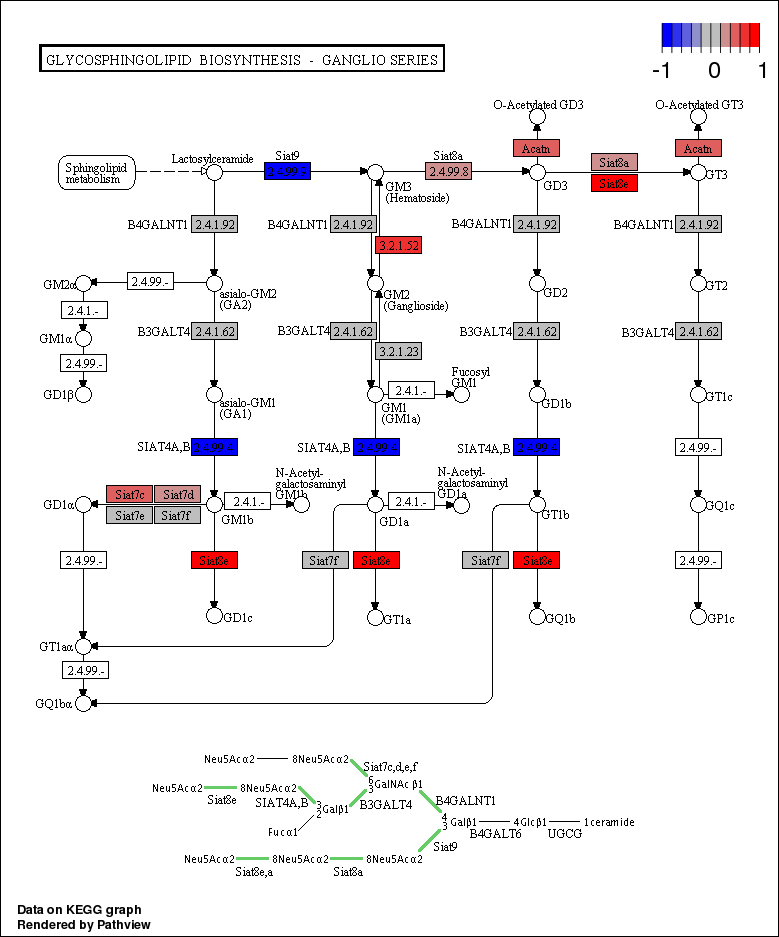 GLYCOSPHINGOLIPID BIOSYNTHESIS - GANGLIO SERIES
-1 0 1
O-Acetylated GD3
O-Acetylated GT3
Acatn
Acatn
Sphingolipid
metabolism
Lactosylceramide
Siat9
2.4.99.-
GM3
(Hematoside)
Siat8a
2.4.99.8
GD3
Siat8a
Siat8e
GT3
B4GALNT1 2.4.1.92
B4GALNT1 2.4.1.92
3.2.1.52
B4GALNT1 2.4.1.92
B4GALNT1 2.4.1.92
GM2α
2.4.99.-
asialo-GM2
(GA2)
GM2
(Ganglioside)
GD2
GT2
2.4.1.-
GM1α
2.4.99.-
GD1β
B3GALT4 2.4.1.62
B3GALT4 2.4.1.62
3.2.1.23
B3GALT4 2.4.1.62
B3GALT4 2.4.1.62
asialo-GM1
(GA1)
GM1
(GM1a)
2.4.1.-
Fucosyl
GM1
GD1b
GT1c
SIAT4A,B
SIAT4A,B
SIAT4A,B
2.4.99.-
GD1α
Siat7c Siat7d
Siat7e Siat7f
GM1b
2.4.1.-
N-Acetyl-
galactosaminyl
GM1b
GD1a
2.4.1.-
N-Acetyl-
galactosaminyl
GD1a
GT1b
GQ1c
2.4.99.-
Siat8e
Siat7f
Siat8e
Siat7f
Siat8e
2.4.99.-
GD1c
GT1a
GQ1b
GP1c
GT1aα
2.4.99.-
GQ1bα
Neu5Acα2 8Neu5Acα2
Siat7c,d,e,f
Neu5Acα2 8Neu5Acα2
6
3 GalNAc β1
Siat8e
SIAT4A,B
3
2 Galβ1
B3GALT4
B4GALNT1
Fucα1
4
3 Galβ1 4Glcβ1 1ceramide
B4GALT6 UGCG
Siat9
Neu5Acα2 8Neu5Acα2 8Neu5Acα2
Siat8e,a Siat8a
Data on KEGG graph
Rendered by Pathview